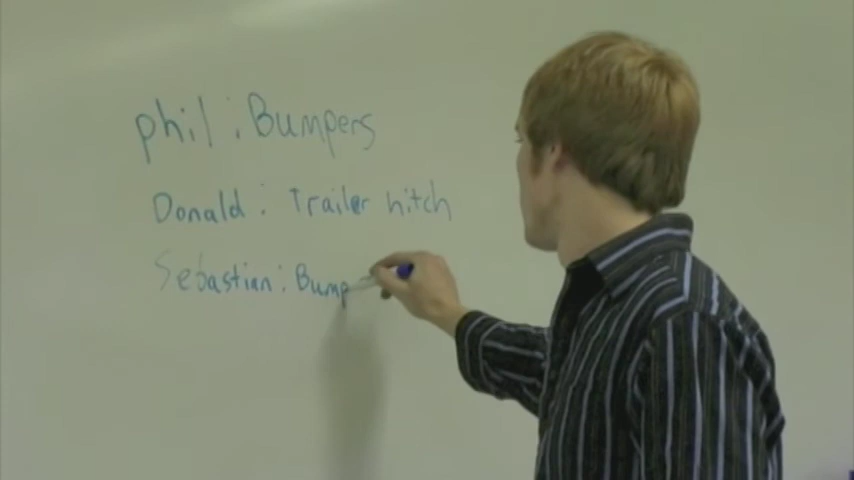 phil : Bumpers
Donald : Trailer hitch
Sebastian : Bump